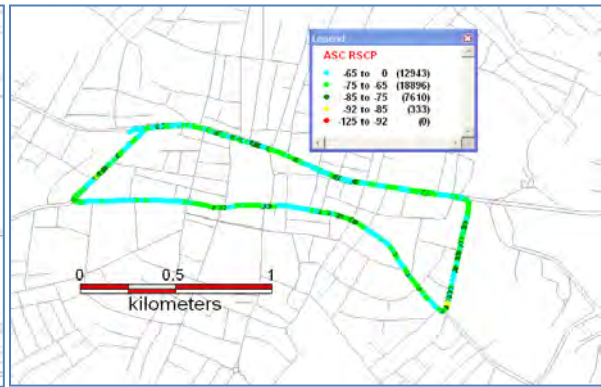 Legend
ASC RSCP
-65 to 0 (12943)
-75 to -65 (18896)
-85 to -75 (7610)
-92 to -85 (333)
-125 to -92 (0)
0 0.5 1
kilometers